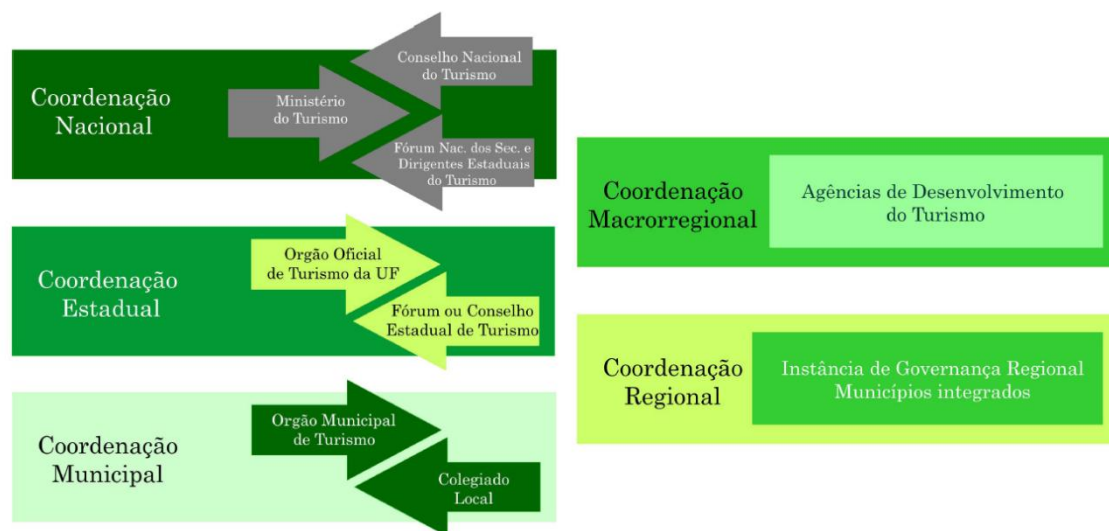 Coordenação
Nacional
Conselho Nacional
do Turismo
Ministério
do Turismo
Fórum Nac. dos Sec. e
Dirigentes Estaduais
do Turismo
Coordenação
Estadual
Orgão Oficial
de Turismo da UF
Fórum ou Conselho
Estadual de Turismo
Coordenação
Municipal
Orgão Municipal
de Turismo
Colegiado
Local
Coordenação
Macrorregional
Agências de Desenvolvimento
do Turismo
Coordenação
Regional
Instância de Governança Regional
Municípios integrados